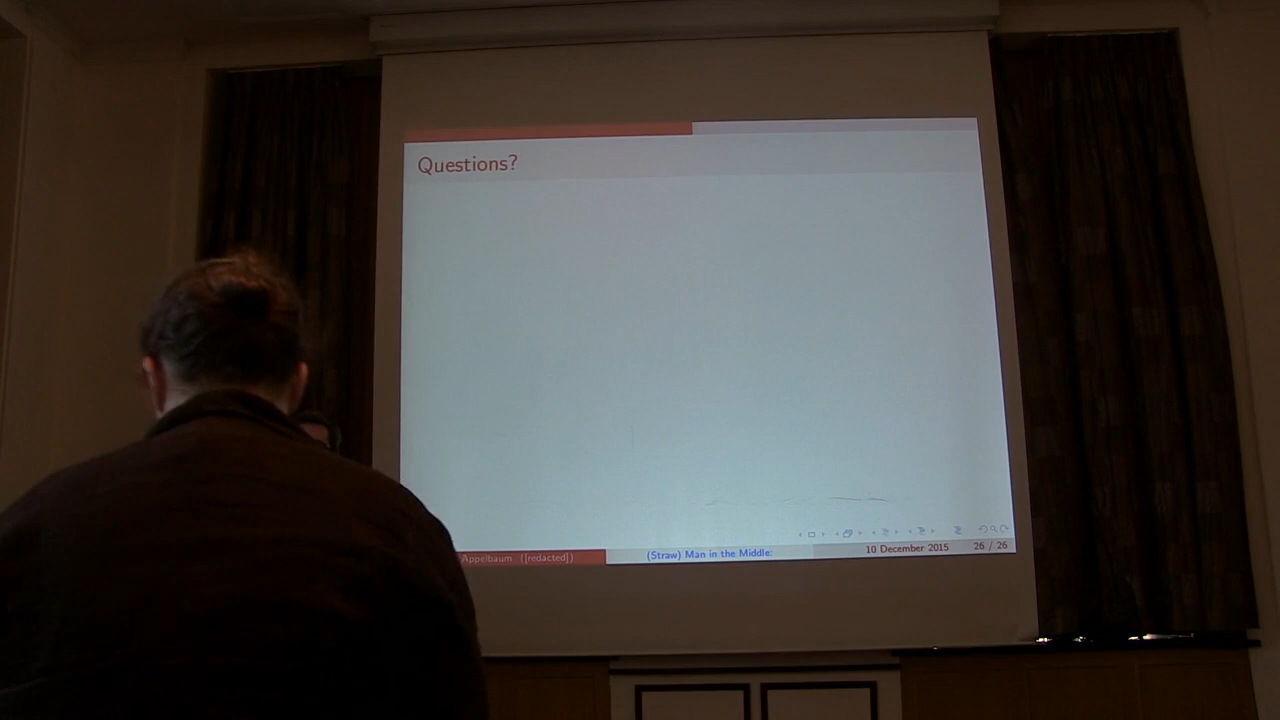 Questions?
Appelbaum ([redacted]) (Straw) Man in the Middle: 10 December 2015 26 / 26